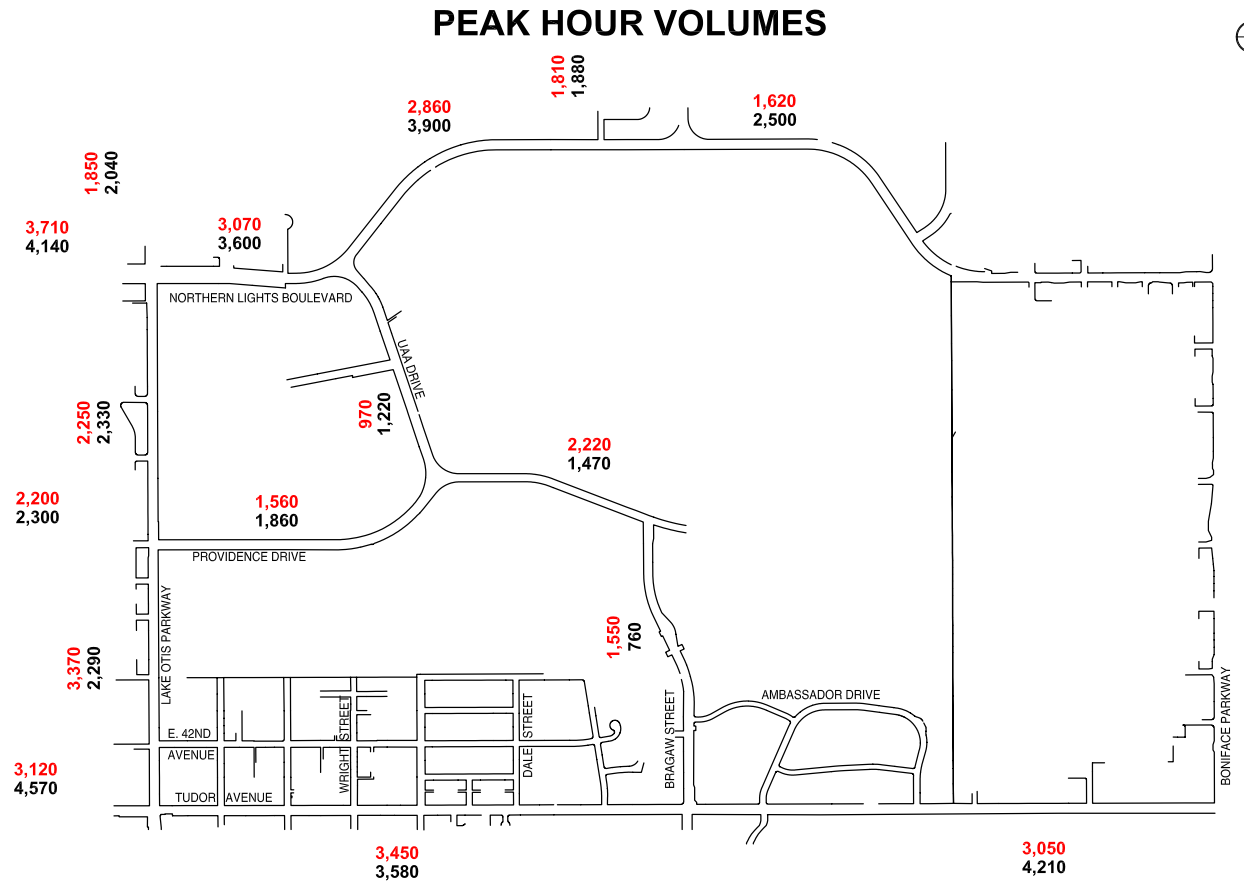 PEAK HOUR VOLUMES
1,810
1,880
2,860
3,900
1,620
2,500
1,850
2,040
3,710
4,140
3,070
3,600
NORTHERN LIGHTS BOULEVARD
UAA DRIVE
970
1,220
2,250
2,330
2,220
1,470
2,200
2,300
1,560
1,860
PROVIDENCE DRIVE
LAKE OTIS PARKWAY
1,550
760
3,370
2,290
AMBASSADOR DRIVE
E. 42ND
AVENUE
WRIGHT STREET
DALE STREET
BRAGAW STREET
BONIFACE PARKWAY
3,120
4,570
TUDOR AVENUE
3,450
3,580
3,050
4,210